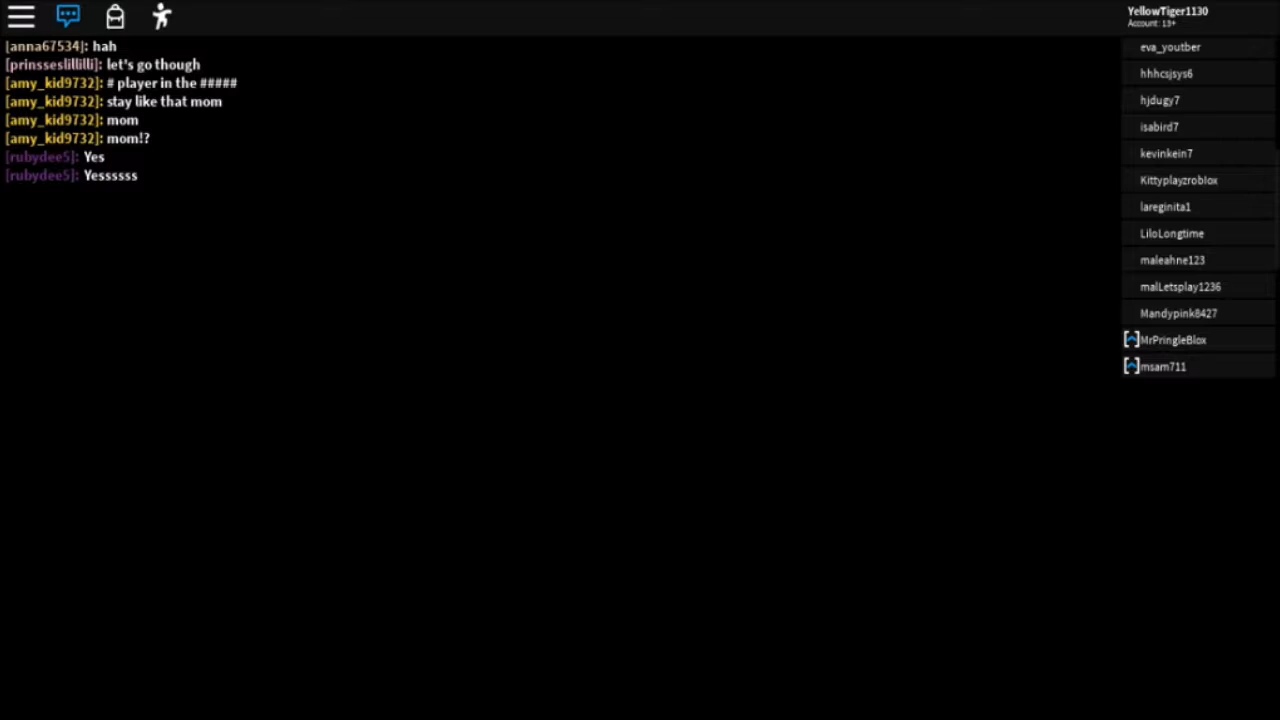 YellowTiger1130
Account: 13+
[anna67534]: hah
[prinsseslillilli]: let's go though
[amy_kid9732]: # player in the #####
[amy_kid9732]: stay like that mom
[amy_kid9732]: mom
[amy_kid9732]: mom!?
[rubydee5]: Yes
[rubydee5]: Yessssss
eva_youtber
hhhcsjsys6
hjdugy7
isabird7
kevinkein7
Kittyplayzroblox
lareginita1
LiloLongtime
maleahne123
malLetsplay1236
Mandypink8427
MrPringleBlox
msam711